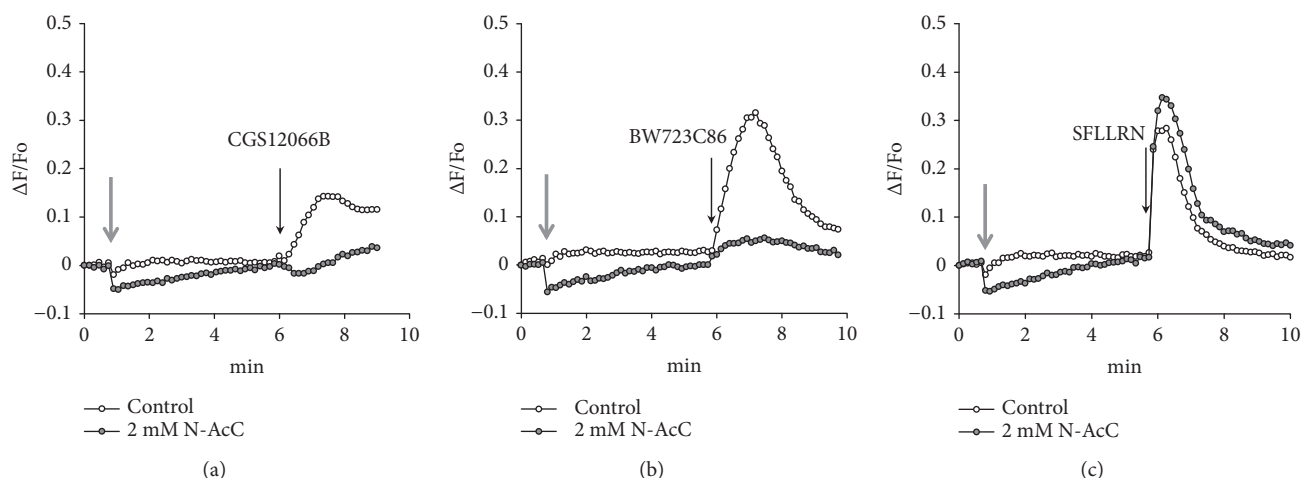 0.5
0.4
0.3
0.2
0.1
0
−0.1
ΔF/Fo
CGS12066B
0 2 4 6 8 10
min
Control
2 mM N-AcC
(a)
0.5
0.4
0.3
0.2
0.1
0
−0.1
ΔF/Fo
BW723C86
0 2 4 6 8 10
min
Control
2 mM N-AcC
(b)
0.5
0.4
0.3
0.2
0.1
0
−0.1
ΔF/Fo
SFLLRN
0 2 4 6 8 10
min
Control
2 mM N-AcC
(c)